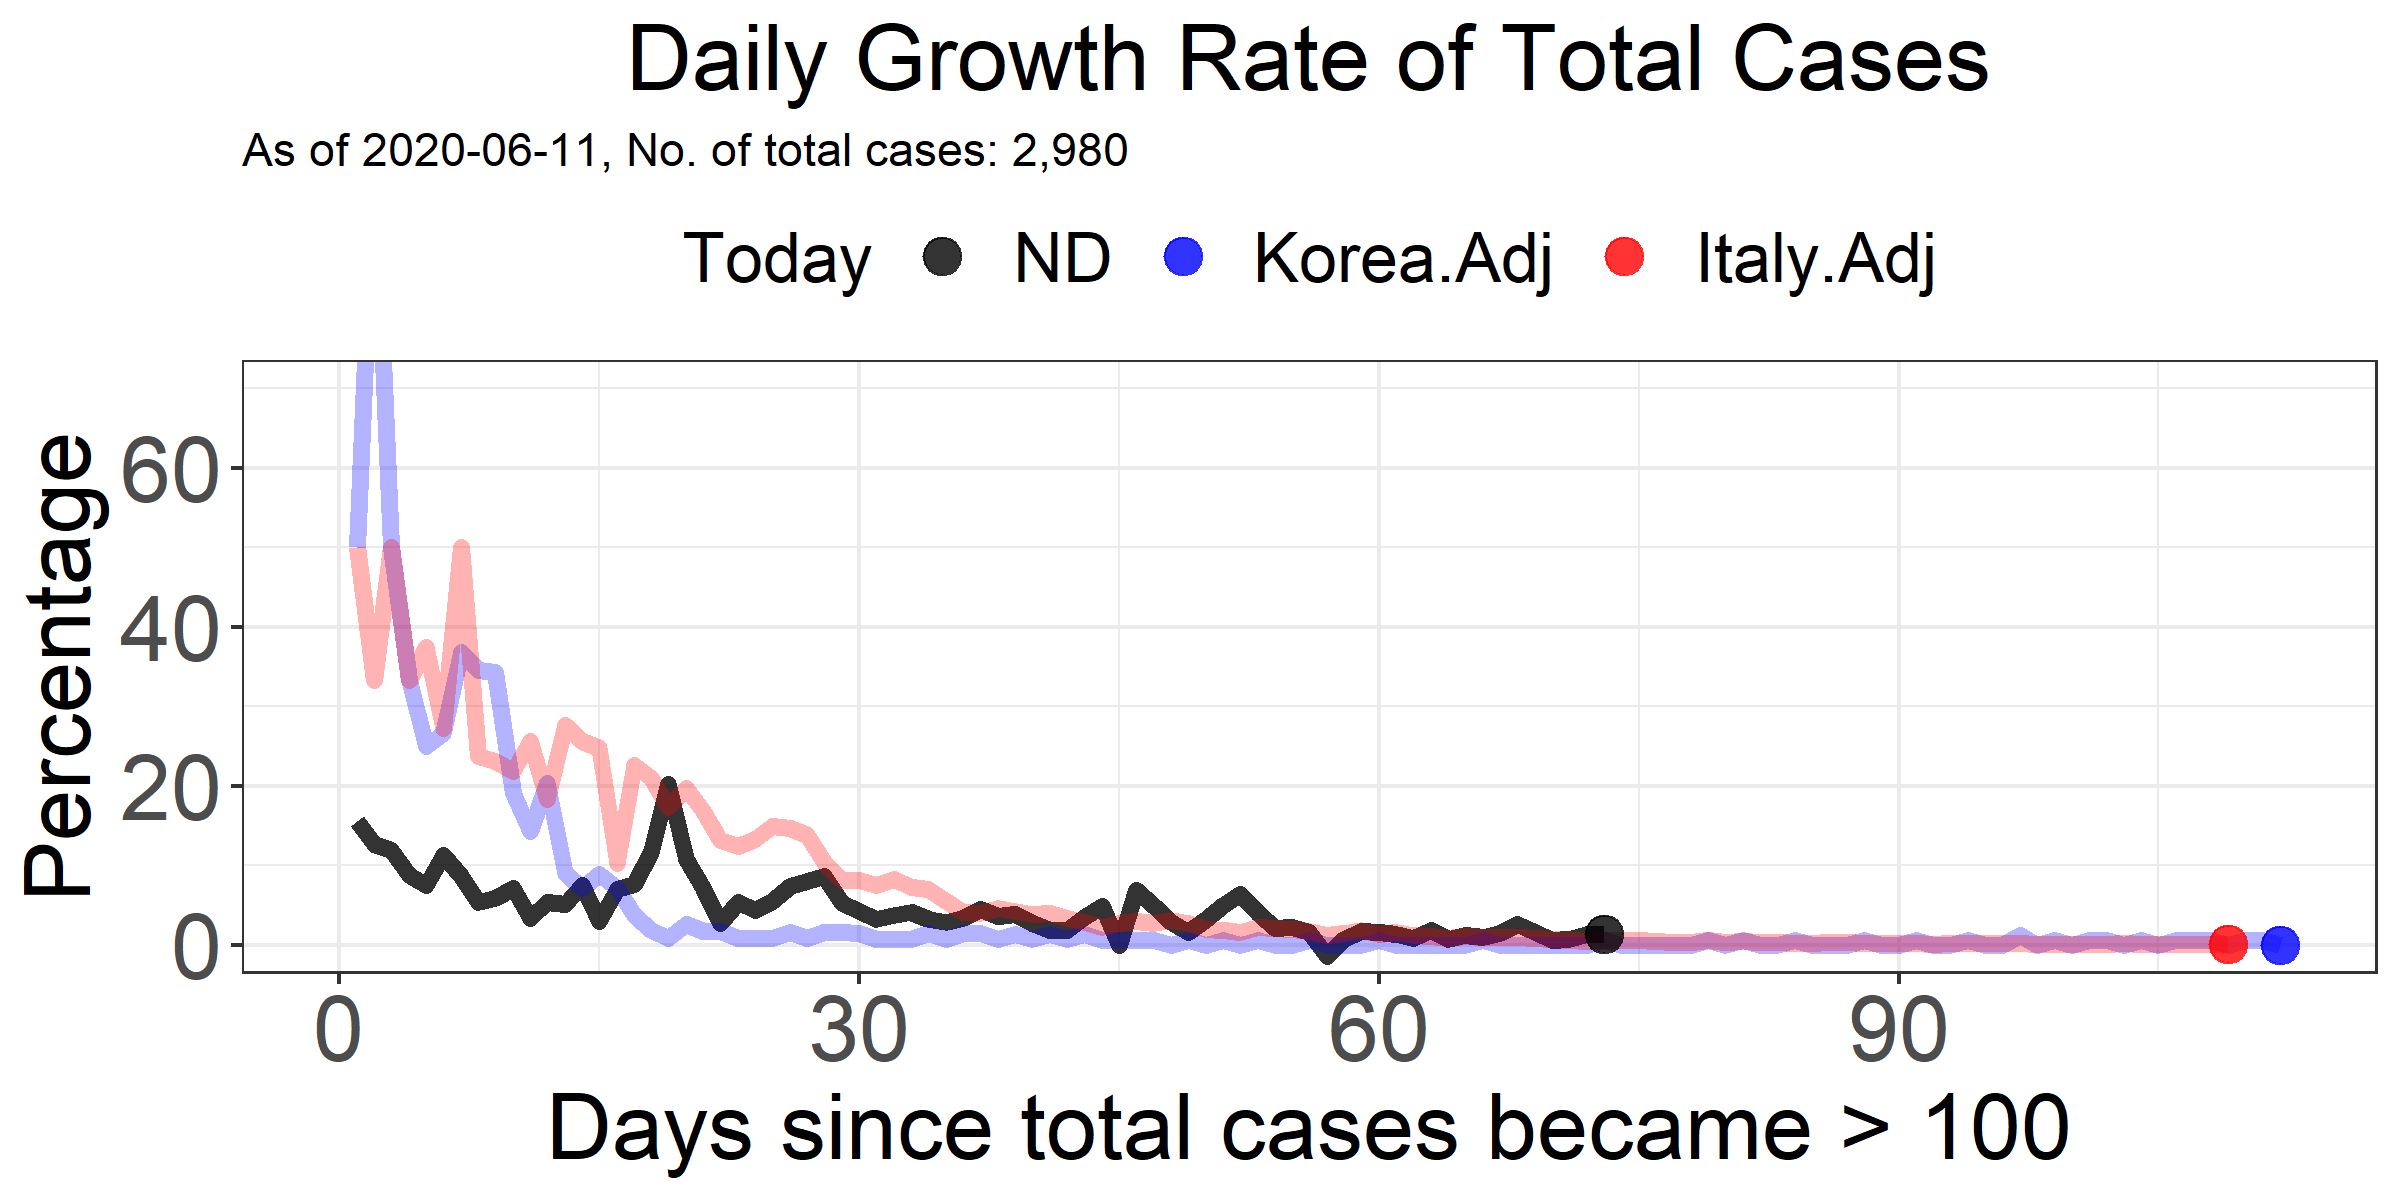 Daily Growth Rate of Total Cases
As of 2020-06-11, No. of total cases: 2,980
Today ND Korea.Adj Italy.Adj
Percentage
60
40
20
0
0 30 60 90
Days since total cases became > 100